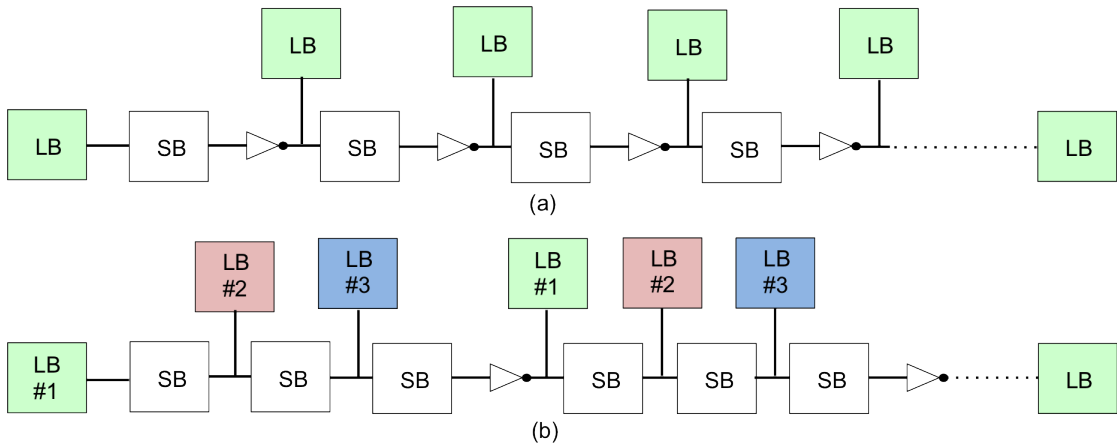 LB LB LB LB
LB SB SB SB SB LB
(a)
LB LB LB LB LB
#2 #3 #1 #2 #3
LB SB SB SB SB SB SB LB
#1
(b)